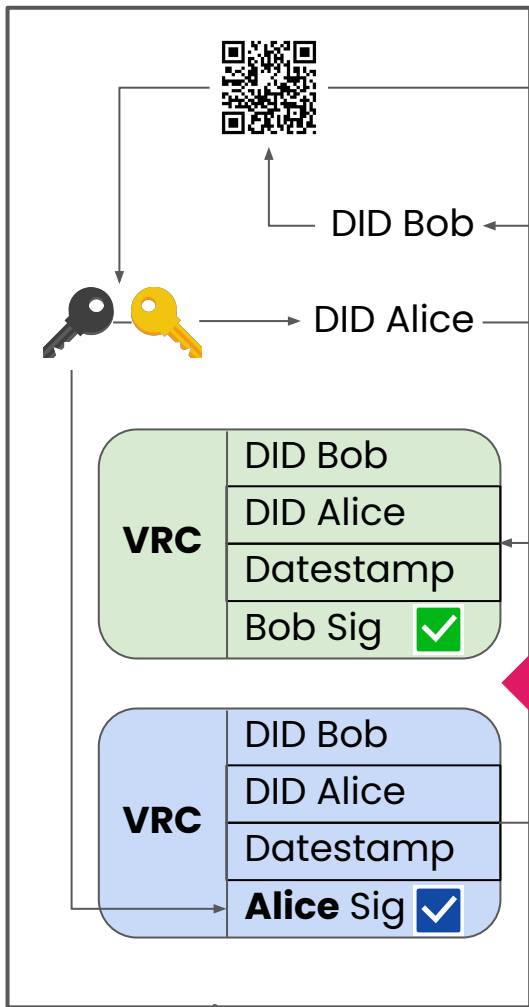 DID Bob
DID Alice
VRC
DID Bob
DID Alice
Datestamp
Bob Sig
VRC
DID Bob
DID Alice
Datestamp
Alice Sig